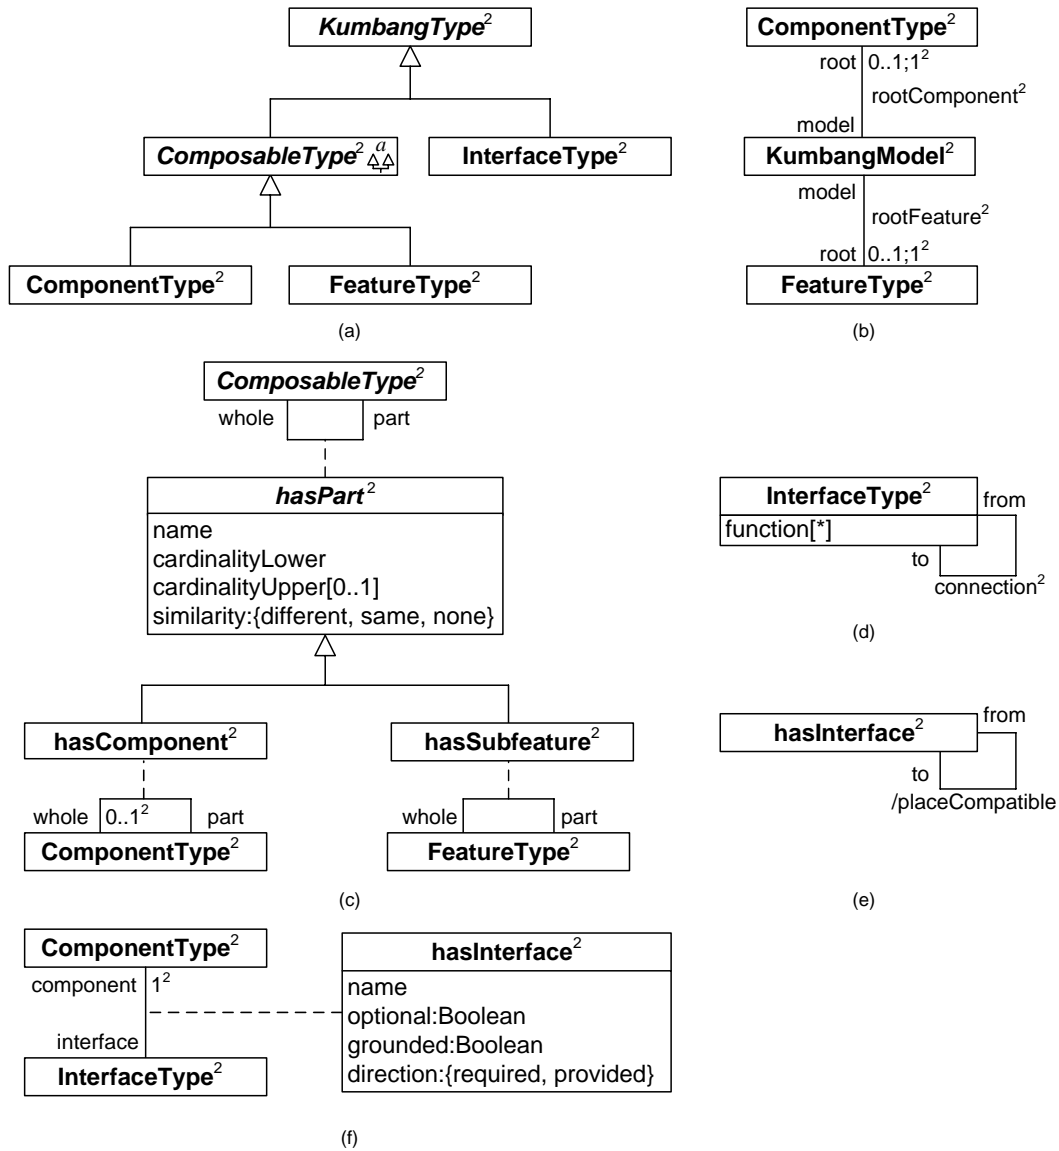 KumbangType²
ComposableType² a
InterfaceType²
ComponentType²
FeatureType²
(a)
ComponentType²
root 0..1;1²
rootComponent²
model
KumbangModel²
model
rootFeature²
root 0..1;1²
FeatureType²
(b)
ComposableType²
whole part
hasPart²
name
cardinalityLower
cardinalityUpper[0..1]
similarity:{different, same, none}
hasComponent²
hasSubfeature²
whole 0..1² part
whole part
ComponentType²
FeatureType²
(c)
InterfaceType²
from
function[*]
to
connection²
(d)
from
hasInterface²
to
/placeCompatible
(e)
ComponentType²
component 1²
interface
InterfaceType²
hasInterface²
name
optional:Boolean
grounded:Boolean
direction:{required, provided}
(f)